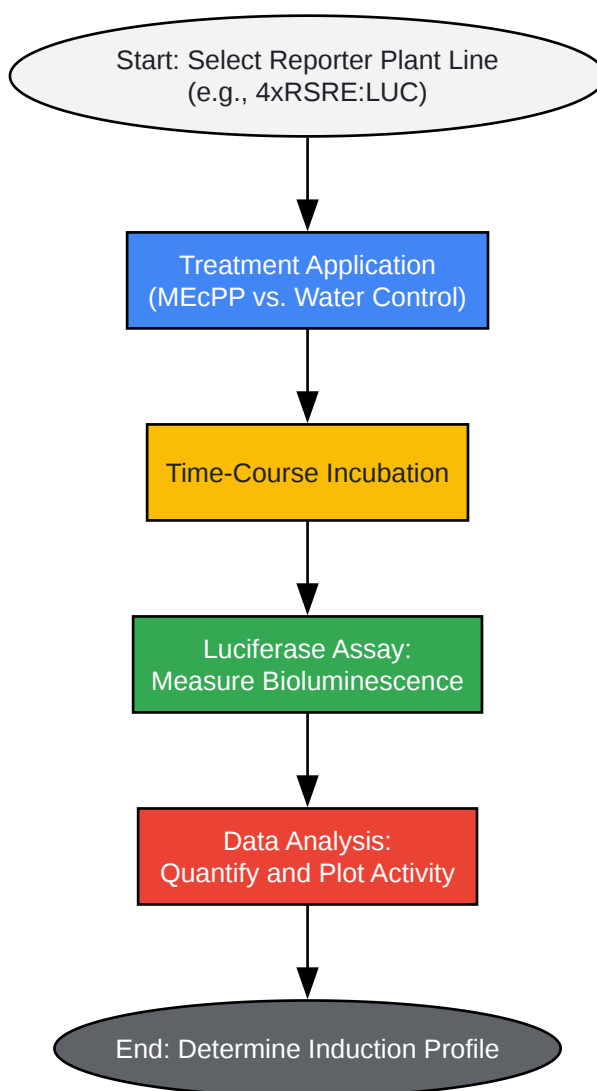 Start: Select Reporter Plant Line
(e.g., 4xRSRE:LUC)
Treatment Application
(MEcPP vs. Water Control)
Time-Course Incubation
Luciferase Assay:
Measure Bioluminescence
Data Analysis:
Quantify and Plot Activity
End: Determine Induction Profile